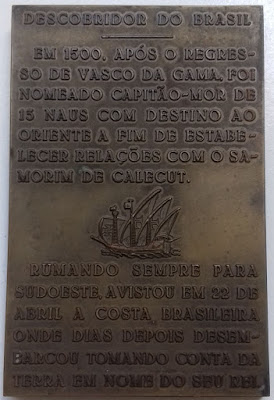 DESCOBRIDOR DO BRASIL
EM 1500, APÓS O REGRES-
SO DE VASCO DA GAMA, FOI
NOMEADO CAPITÃO-MOR DE
15 NAUS COM DESTINO AO
ORIENTE A FIM DE ESTABE-
LECER RELAÇÕES COM O SA-
MORIM DE CALECUT.
RUMANDO SEMPRE PARA
SUDOESTE, AVISTOU EM 22 DE
ABRIL A COSTA, BRASILEIRA
ONDE DIAS DEPOIS DESEM-
BARCOU TOMANDO CONTA DA
TERRA EM NOME DO SEU REI.